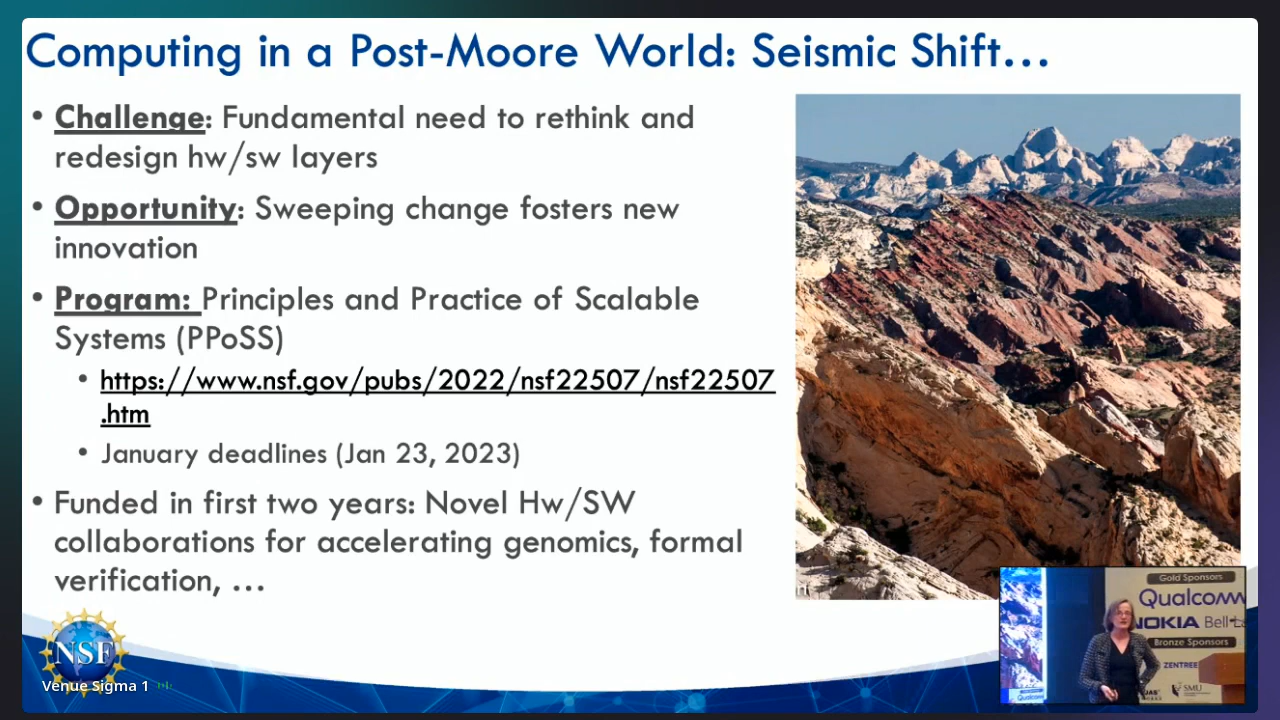 Computing in a Post-Moore World: Seismic Shift...
• Challenge: Fundamental need to rethink and
redesign hw/sw layers
• Opportunity: Sweeping change fosters new
innovation
• Program: Principles and Practice of Scalable
Systems (PPoSS)
• https://www.nsf.gov/pubs/2022/nsf22507/nsf22507
.htm
• January deadlines (Jan 23, 2023)
• Funded in first two years: Novel Hw/SW
collaborations for accelerating genomics, formal
verification, ...
NSF
Venue Sigma 1
Gold Sponsors
Qualcomm
NOKIA Bell
Bronze Sponsors
ZENTREE
SMU
Qualcomm